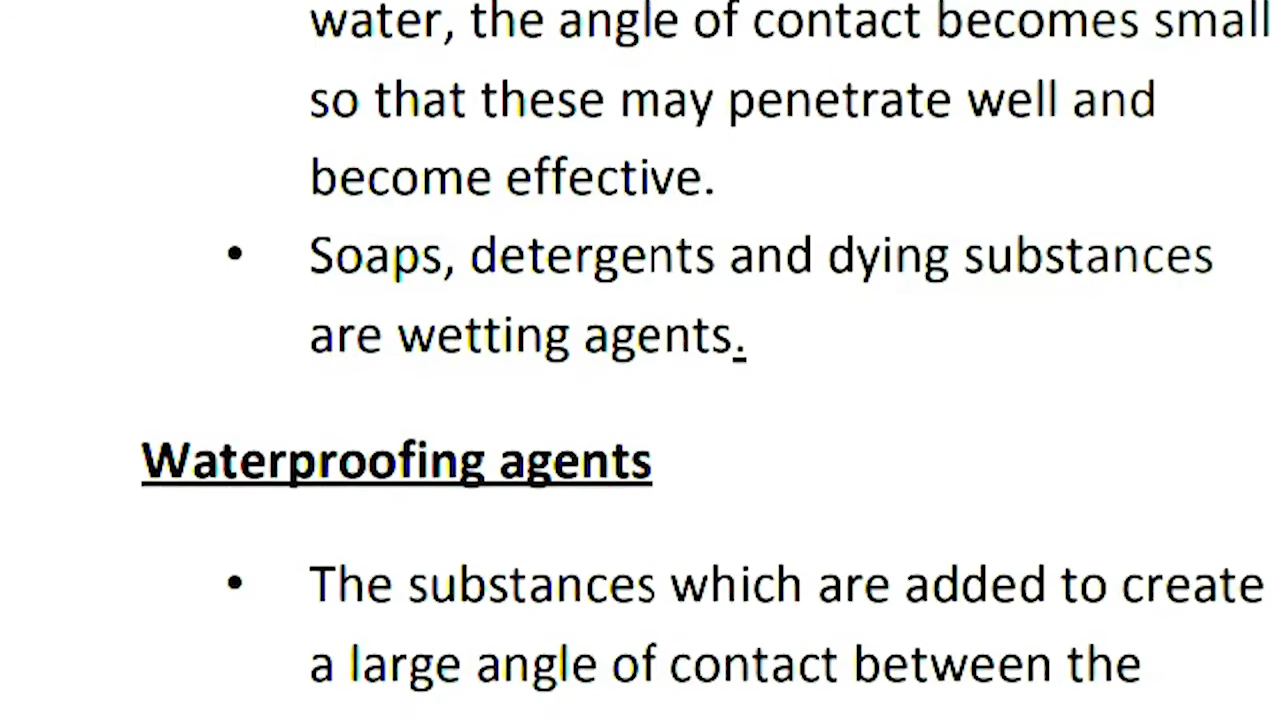 water, the angle of contact becomes small
so that these may penetrate well and
become effective.
• Soaps, detergents and dying substances
are wetting agents.
Waterproofing agents
• The substances which are added to create
a large angle of contact between the